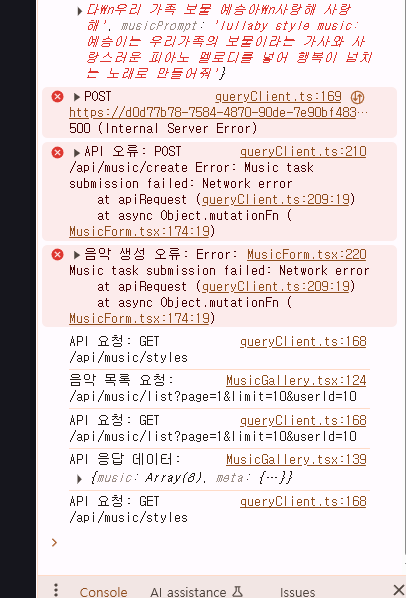 다₩n우리 가족 보물 예승아₩n사랑해 사랑
해', musicPrompt: 'lullaby style music:
예승이는 우리가족의 보물이라는 가사와 사
랑스러운 피아노 멜로디를 넣어 행복이 넘치
는 노래로 만들어줘'}
POST queryClient.ts:169
https://d0d77b78-7584-4870-90de-7e90bf483…
500 (Internal Server Error)
API 오류: POST queryClient.ts:210
/api/music/create Error: Music task
submission failed: Network error
at apiRequest (queryClient.ts:209:19)
at async Object.mutationFn (
MusicForm.tsx:174:19)
음악 생성 오류: Error: MusicForm.tsx:220
Music task submission failed: Network error
at apiRequest (queryClient.ts:209:19)
at async Object.mutationFn (
MusicForm.tsx:174:19)
API 요청: GET queryClient.ts:168
/api/music/styles
음악 목록 요청: MusicGallery.tsx:124
/api/music/list?page=1&limit=10&userId=10
API 요청: GET queryClient.ts:168
/api/music/list?page=1&limit=10&userId=10
API 응답 데이터: MusicGallery.tsx:139
{music: Array(8), meta: {…}}
API 요청: GET queryClient.ts:168
/api/music/styles
Console AI assistance Issues